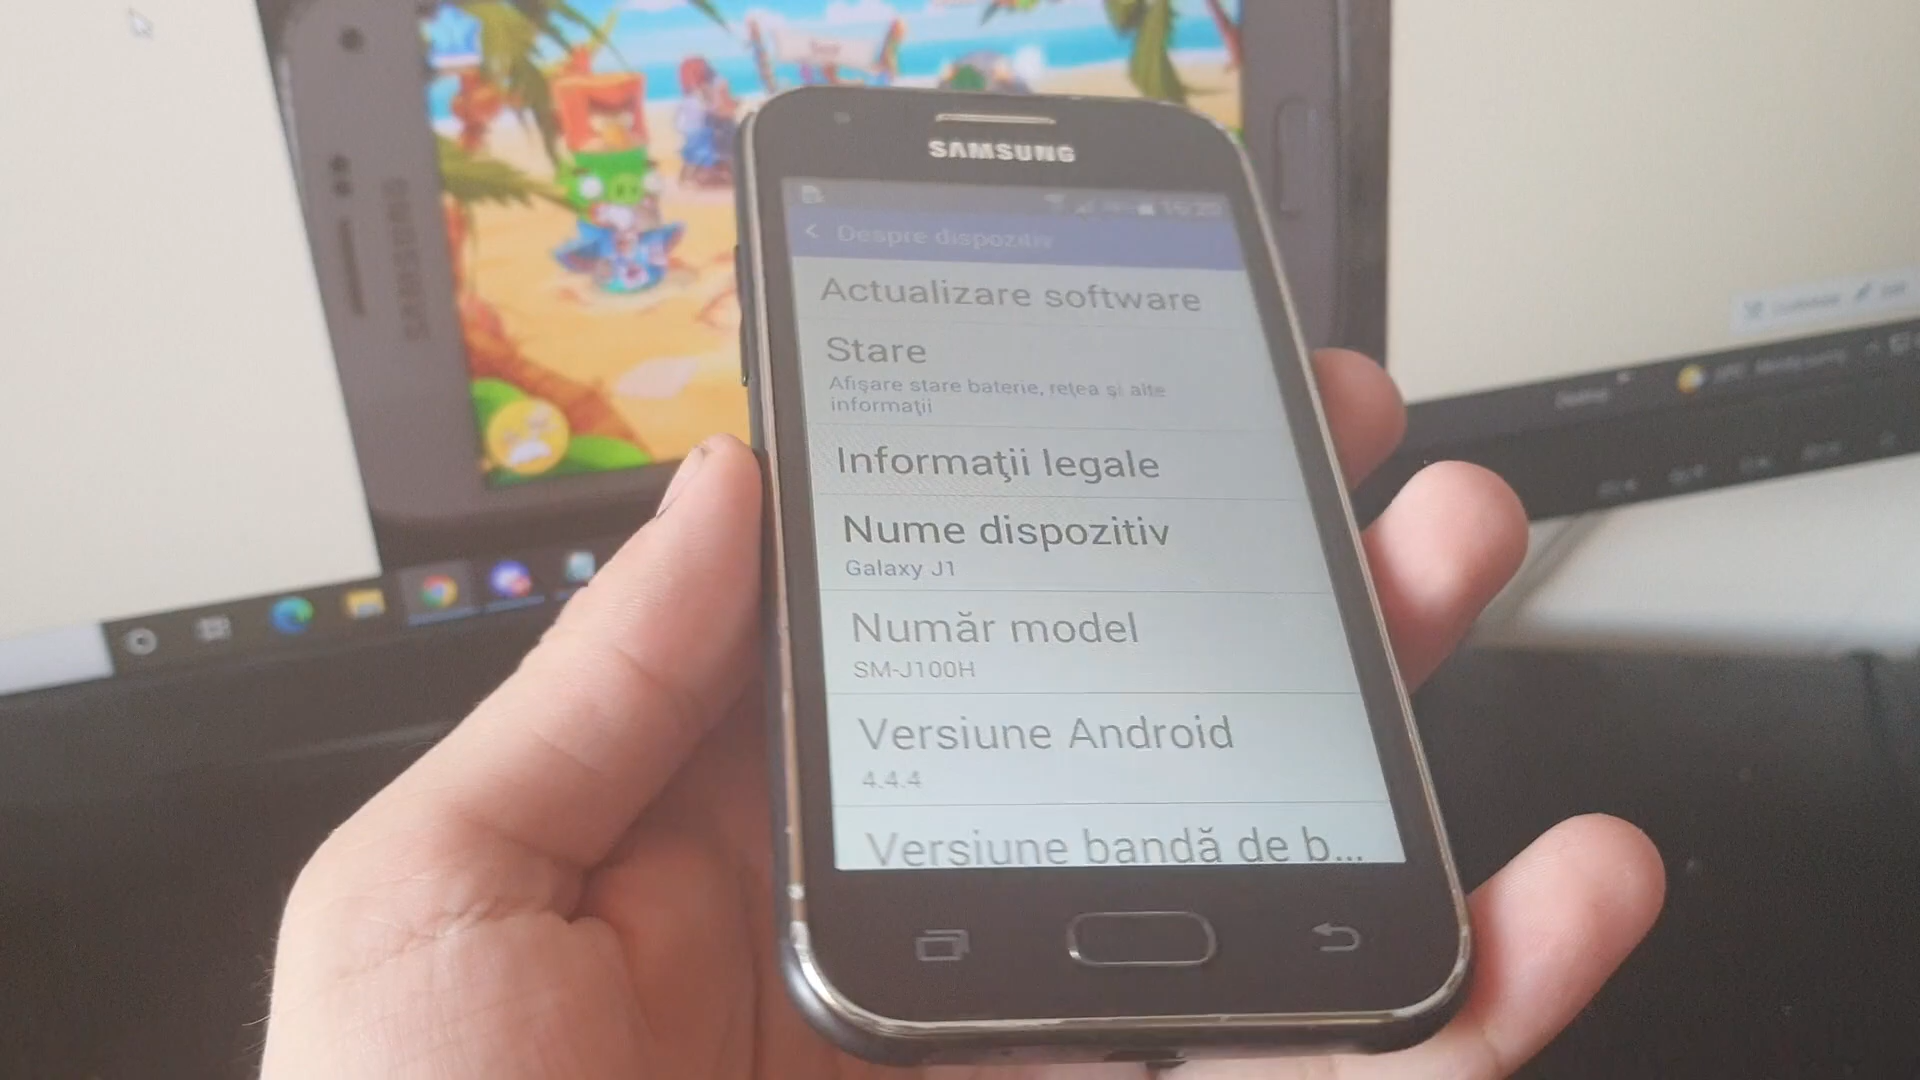 SAMSUNG
SAMSUNG
Despre dispozitiv
Actualizare software
Stare
Afişare stare baterie, reţea şi alte
informaţii
Informaţii legale
Nume dispozitiv
Galaxy J1
Număr model
SM-J100H
Versiune Android
4.4.4
Versiune bandă de b...